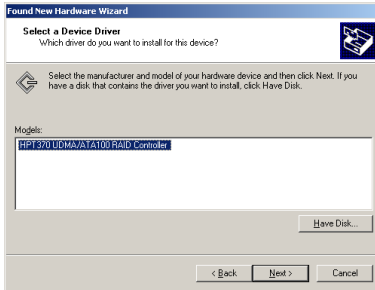 Found New Hardware Wizard
Select a Device Driver
Which driver do you want to install for this device?
Select the manufacturer and model of your hardware device and then click Next. If you
have a disk that contains the driver you want to install, click Have Disk.
Models:
HPT370 UDMA/ATA100 RAID Controller
Have Disk...
< Back
Next >
Cancel